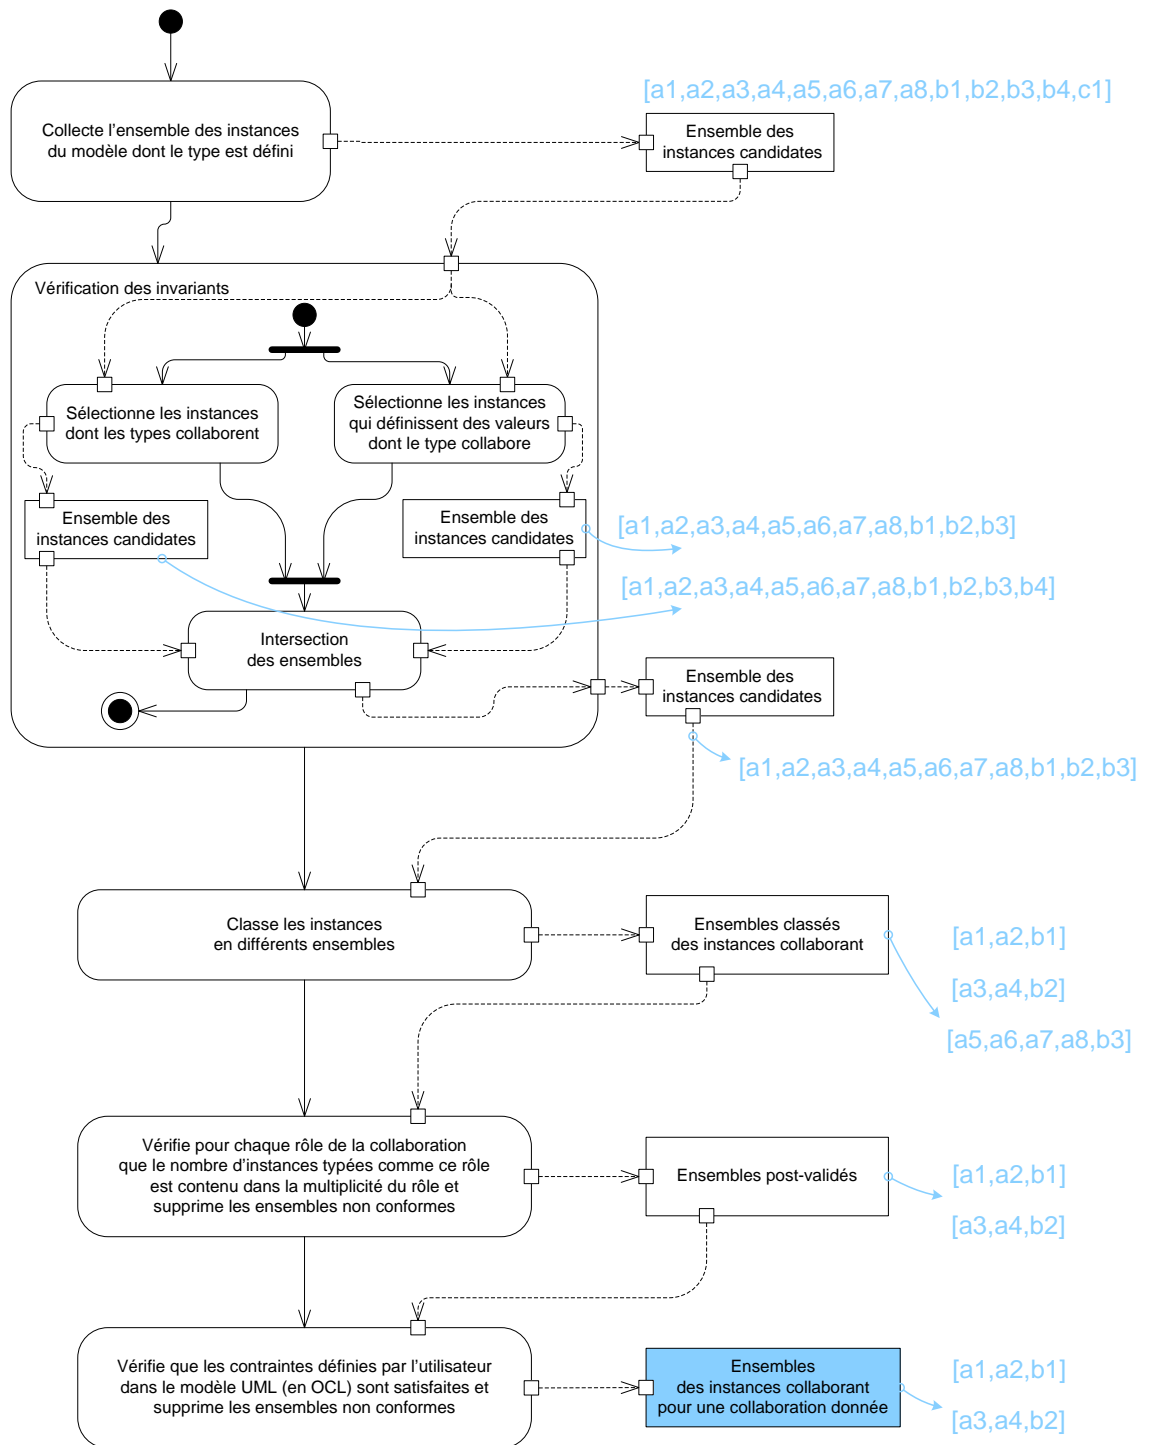 [a1,a2,a3,a4,a5,a6,a7,a8,b1,b2,b3,b4,c1]
Collecte l’ensemble des instances
du modèle dont le type est défini
Ensemble des
instances candidates
Vérification des invariants
Sélectionne les instances
dont les types collaborent
Sélectionne les instances
qui définissent des valeurs
dont le type collabore
Ensemble des
instances candidates
Ensemble des
instances candidates
[a1,a2,a3,a4,a5,a6,a7,a8,b1,b2,b3]
[a1,a2,a3,a4,a5,a6,a7,a8,b1,b2,b3,b4]
Intersection
des ensembles
Ensemble des
instances candidates
[a1,a2,a3,a4,a5,a6,a7,a8,b1,b2,b3]
Classe les instances
en différents ensembles
Ensembles classés
des instances collaborant
[a1,a2,b1]
[a3,a4,b2]
[a5,a6,a7,a8,b3]
Vérifie pour chaque rôle de la collaboration
que le nombre d’instances typées comme ce rôle
est contenu dans la multiplicité du rôle et
supprime les ensembles non conformes
Ensembles post-validés
[a1,a2,b1]
[a3,a4,b2]
Vérifie que les contraintes définies par l’utilisateur
dans le modèle UML (en OCL) sont satisfaites et
supprime les ensembles non conformes
Ensembles
des instances collaborant
pour une collaboration donnée
[a1,a2,b1]
[a3,a4,b2]